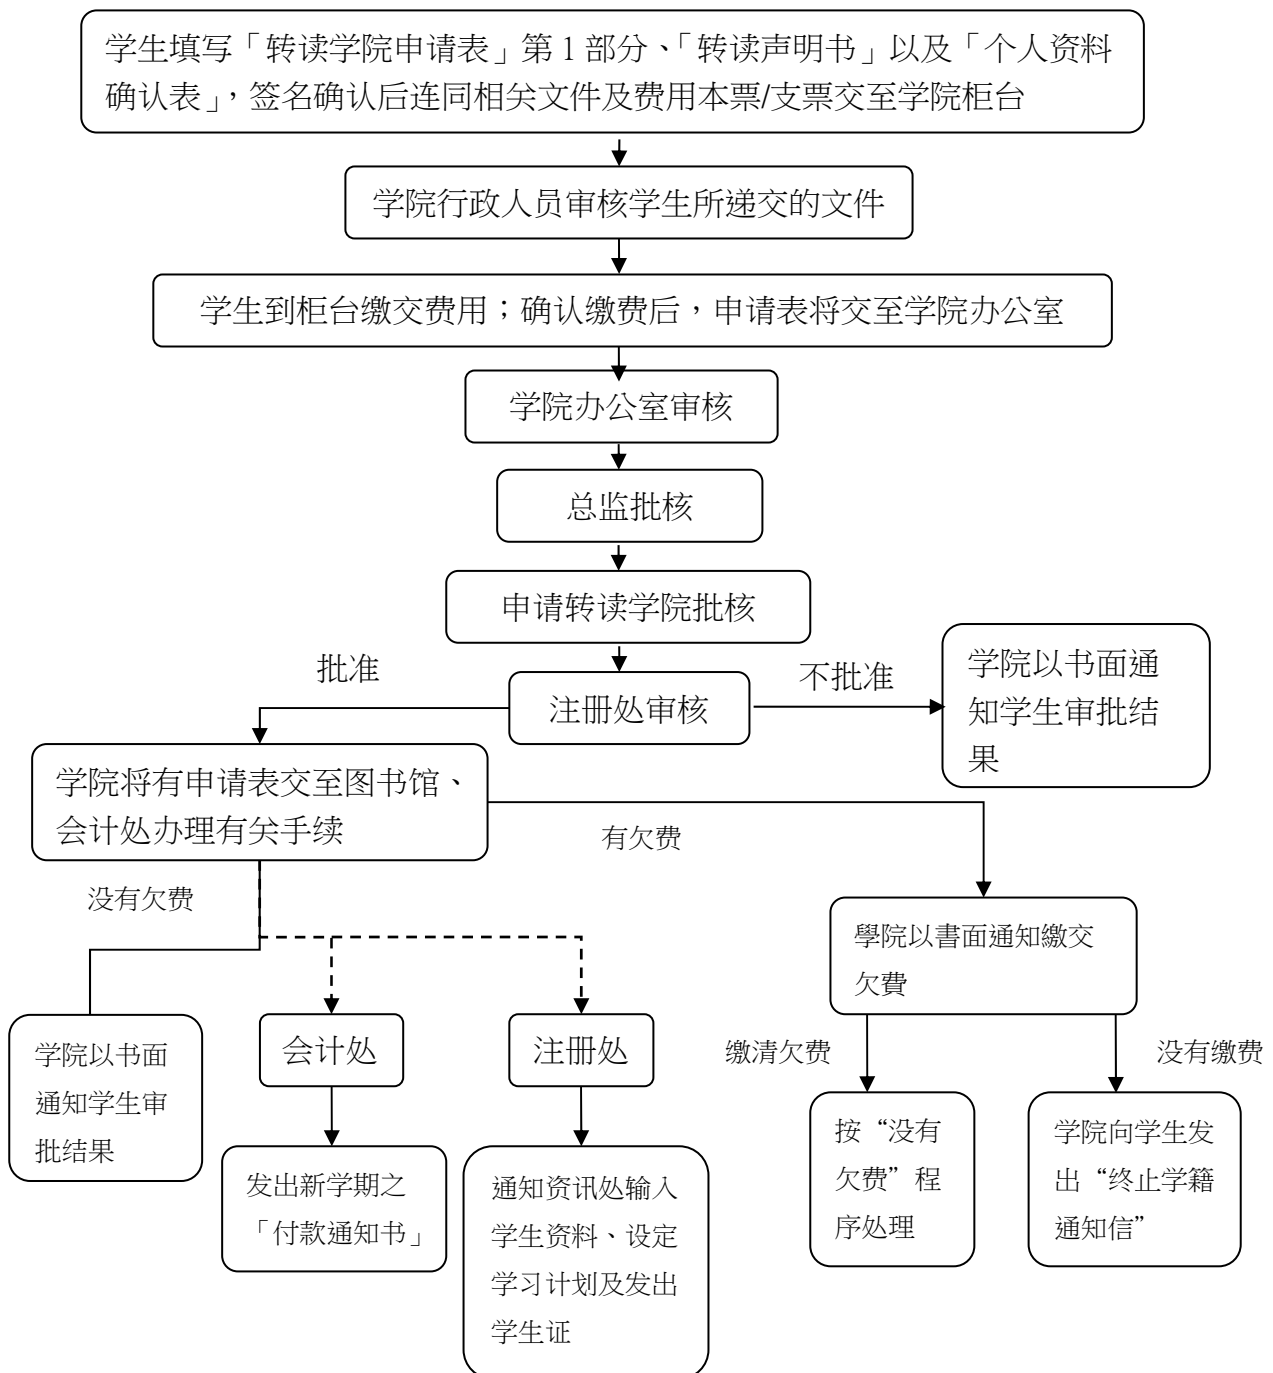 学生填写「转读学院申请表」第 1 部分、「转读声明书」以及「个人资料
确认表」，签名确认后连同相关文件及费用本票/支票交至学院柜台
学院行政人员审核学生所递交的文件
学生到柜台缴交费用；确认缴费后，申请表将交至学院办公室
学院办公室审核
总监批核
申请转读学院批核
批准
注册处审核
不批准
学院以书面通
知学生审批结
果
学院将有申请表交至图书馆、
会计处办理有关手续
有欠费
没有欠费
學院以書面通知繳交
欠費
学院以书面
通知学生审
批结果
会计处
注册处
缴清欠费
没有缴费
发出新学期之
「付款通知书」
通知资讯处输入
学生资料、设定
学习计划及发出
学生证
按“没有
欠费”程
序处理
学院向学生发
出“终止学籍
通知信”